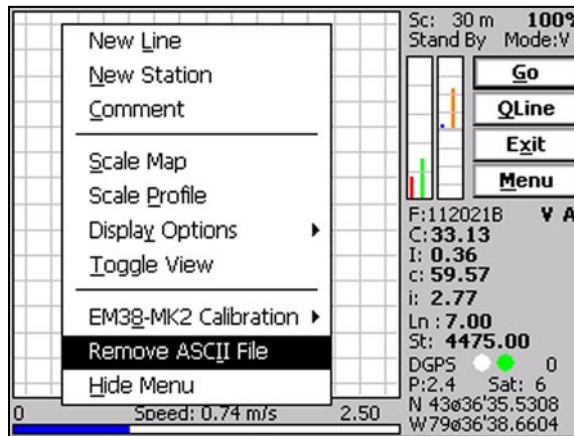 New Line
New Station
Comment
Scale Map
Scale Profile
Display Options
Toggle View
EM38-MK2 Calibration
Remove ASCII File
Hide Menu
0 Speed: 0.74 m/s 2.50
Sc: 30 m 100%
Stand By Mode:V
Go
QLine
Exit
Menu
F:112021B V A
C:33.13
I: 0.36
c: 59.57
i: 2.77
Ln : 7.00
St: 4475.00
DGPS 0
P:2.4 Sat: 6
N 43ø36'35.5308
W79ø36'38.6604